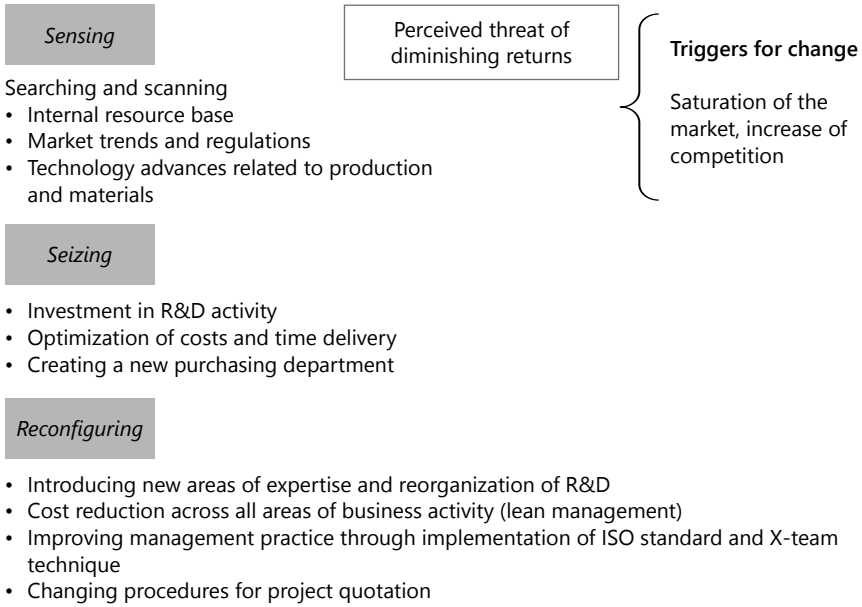 Sensing
Perceived threat of
diminishing returns
Triggers for change
Saturation of the
market, increase of
competition
Searching and scanning
• Internal resource base
• Market trends and regulations
• Technology advances related to production
and materials
Seizing
• Investment in R&D activity
• Optimization of costs and time delivery
• Creating a new purchasing department
Reconfiguring
• Introducing new areas of expertise and reorganization of R&D
• Cost reduction across all areas of business activity (lean management)
• Improving management practice through implementation of ISO standard and X-team
technique
• Changing procedures for project quotation